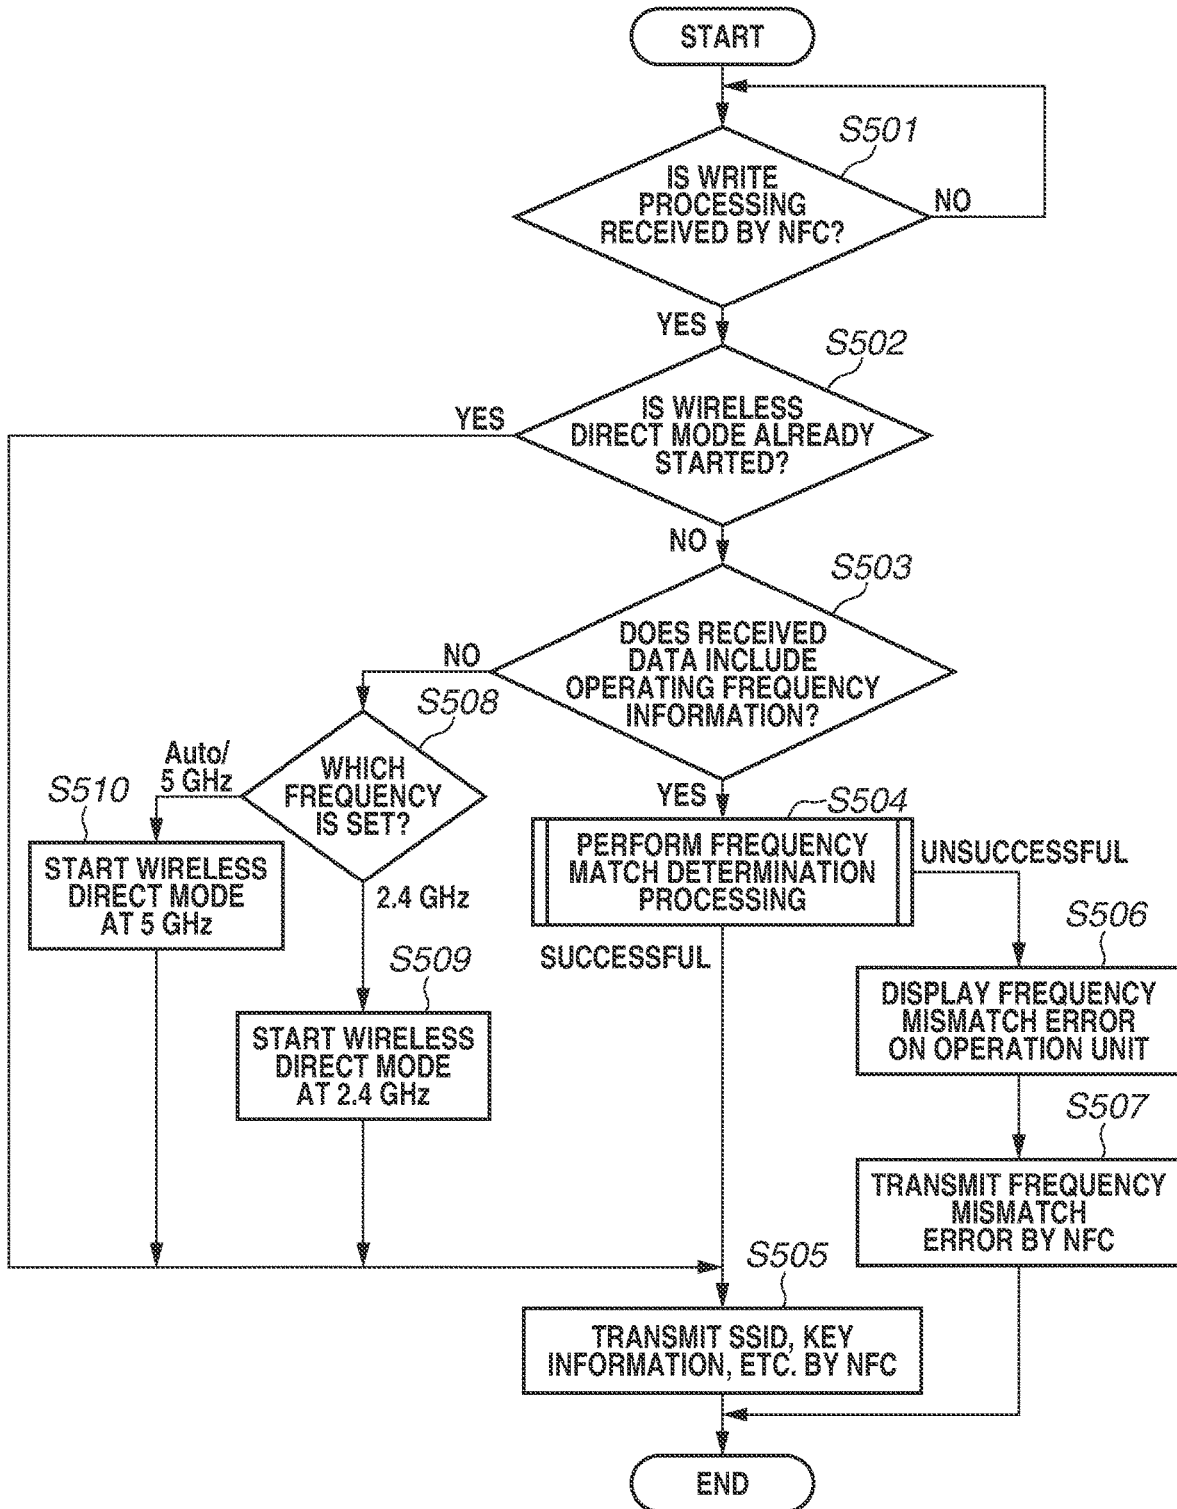 START
S501
IS WRITE
PROCESSING
RECEIVED BY NFC?
NO
YES
S502
IS WIRELESS
DIRECT MODE ALREADY
STARTED?
YES
NO
S503
DOES RECEIVED
DATA INCLUDE
OPERATING FREQUENCY
INFORMATION?
NO
YES
S508
WHICH
FREQUENCY
IS SET?
Auto/
5 GHz
2.4 GHz
S510
START WIRELESS
DIRECT MODE
AT 5 GHz
S509
START WIRELESS
DIRECT MODE
AT 2.4 GHz
S504
PERFORM FREQUENCY
MATCH DETERMINATION
PROCESSING
UNSUCCESSFUL
SUCCESSFUL
S506
DISPLAY FREQUENCY
MISMATCH ERROR
ON OPERATION UNIT
S507
TRANSMIT FREQUENCY
MISMATCH
ERROR BY NFC
S505
TRANSMIT SSID, KEY
INFORMATION, ETC. BY NFC
END